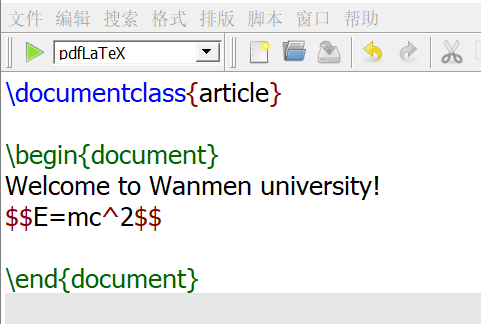 文件 编辑 搜索 格式 排版 脚本 窗口 帮助
pdfLaTeX
\documentclass{article}
\begin{document}
Welcome to Wanmen university!
$$E=mc^2$$
\end{document}